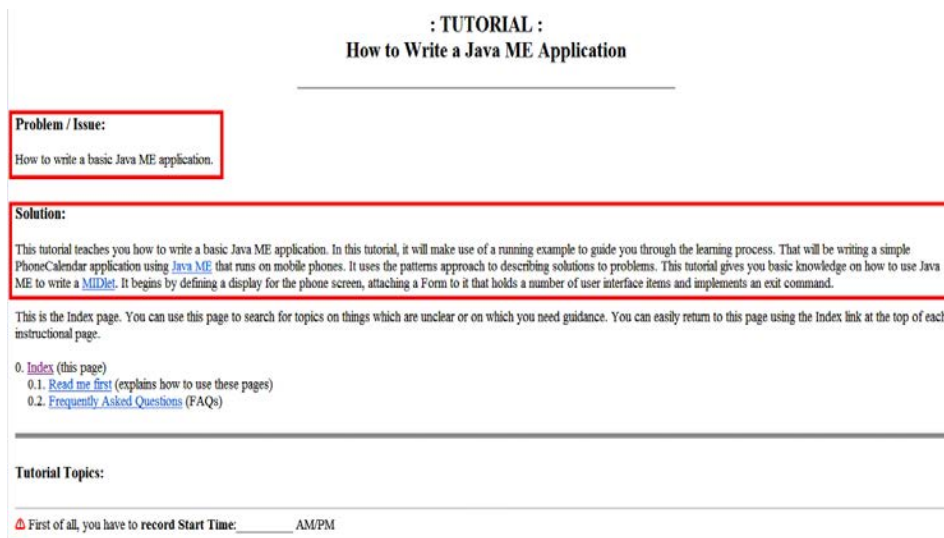 : TUTORIAL :
How to Write a Java ME Application
Problem / Issue:
How to write a basic Java ME application.
Solution:
This tutorial teaches you how to write a basic Java ME application. In this tutorial, it will make use of a running example to guide you through the learning process. That will be writing a simple
PhoneCalendar application using Java ME that runs on mobile phones. It uses the patterns approach to describing solutions to problems. This tutorial gives you basic knowledge on how to use Java
ME to write a MIDlet. It begins by defining a display for the phone screen, attaching a Form to it that holds a number of user interface items and implements an exit command.
This is the Index page. You can use this page to search for topics on things which are unclear or on which you need guidance. You can easily return to this page using the Index link at the top of each
instructional page.
0. Index (this page)
0.1. Read me first (explains how to use these pages)
0.2. Frequently Asked Questions (FAQs)
Tutorial Topics:
First of all, you have to record Start Time:_________ AM/PM